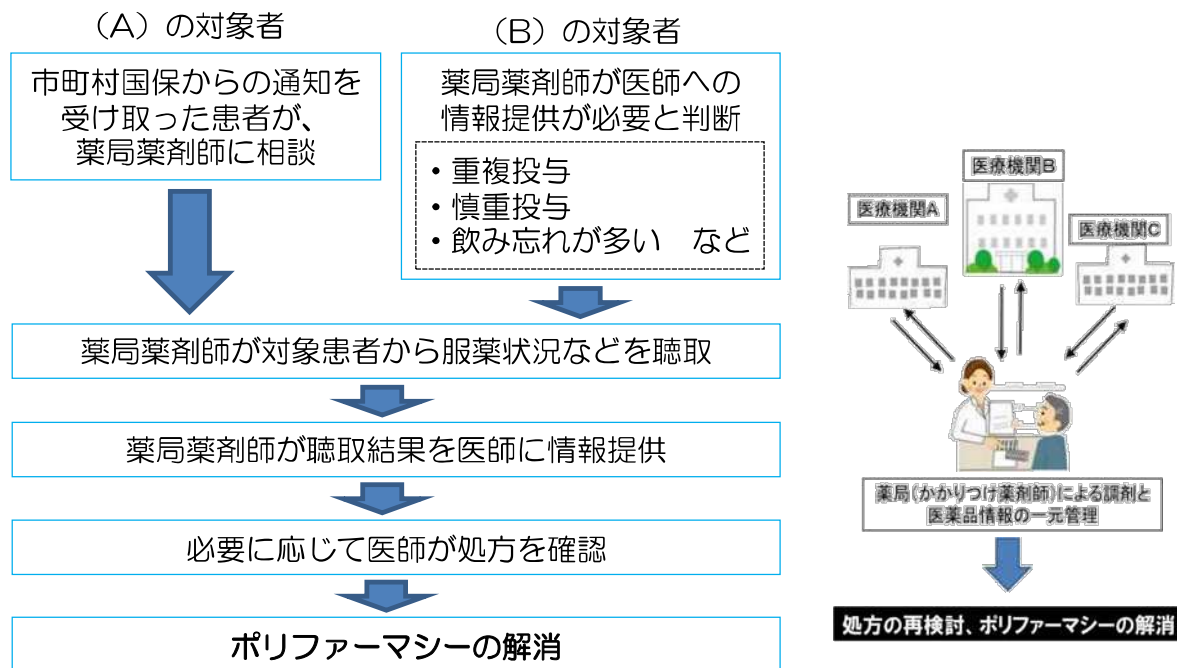 （A）の対象者
市町村国保からの通知を
受け取った患者が、
薬局薬剤師に相談
（B）の対象者
薬局薬剤師が医師への
情報提供が必要と判断
・重複投与
・慎重投与
・飲み忘れが多い　など
薬局薬剤師が対象患者から服薬状況などを聴取
薬局薬剤師が聴取結果を医師に情報提供
必要に応じて医師が処方を確認
ポリファーマシーの解消
医療機関B
医療機関A
医療機関C
薬局(かかりつけ薬剤師)による調剤と
医薬品情報の一元管理
処方の再検討、ポリファーマシーの解消